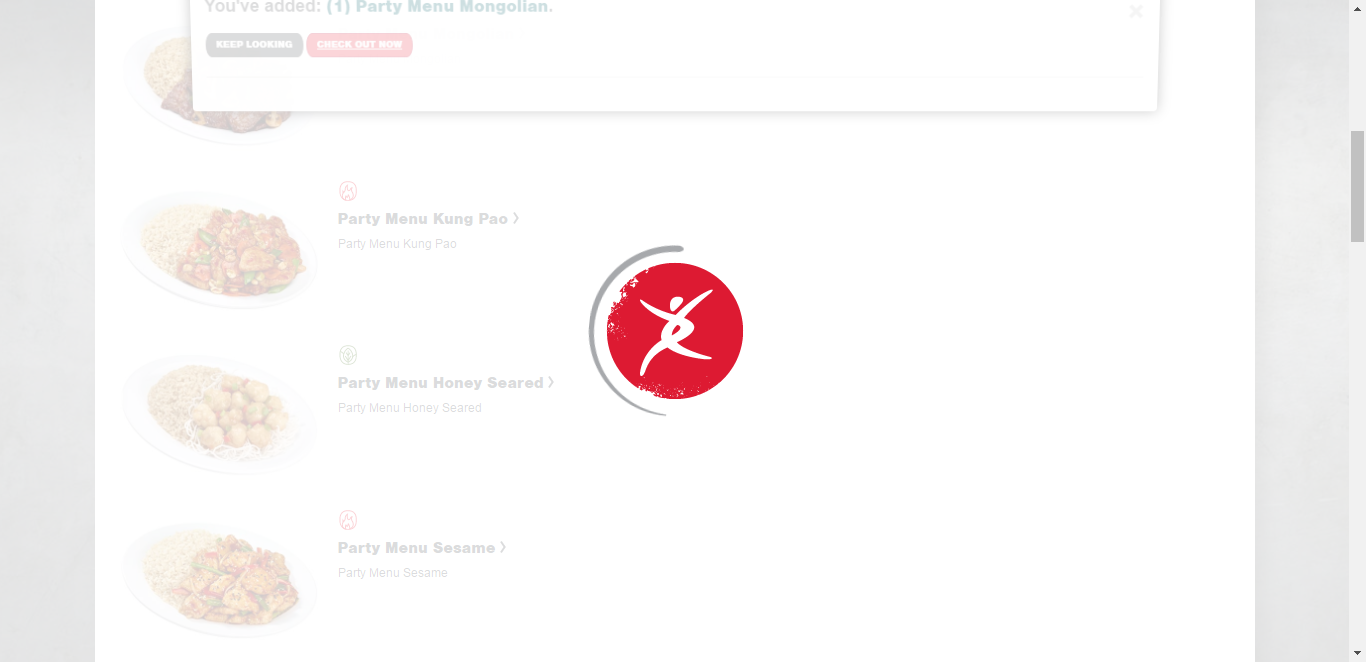 You've added: (1) Party Menu Mongolian.
KEEP LOOKING CHECK OUT NOW
Party Menu Kung Pao
Party Menu Kung Pao
Party Menu Honey Seared
Party Menu Honey Seared
Party Menu Sesame
Party Menu Sesame